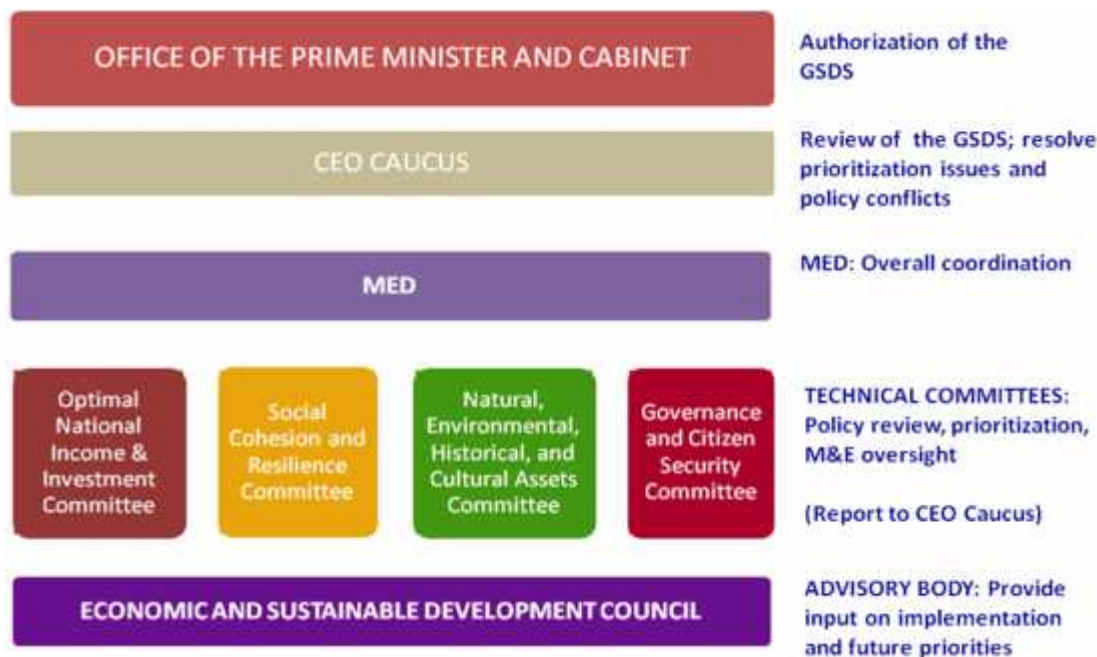 OFFICE OF THE PRIME MINISTER AND CABINET
Authorization of the
GSDS
CEO CAUCUS
Review of the GSDS; resolve
prioritization issues and
policy conflicts
MED
MED: Overall coordination
Optimal
National
Income &
Investment
Committee
Social
Cohesion and
Resilience
Committee
Natural,
Environmental,
Historical, and
Cultural Assets
Committee
Governance
and Citizen
Security
Committee
TECHNICAL COMMITTEES:
Policy review, prioritization,
M&E oversight
(Report to CEO Caucus)
ECONOMIC AND SUSTAINABLE DEVELOPMENT COUNCIL
ADVISORY BODY: Provide
input on implementation
and future priorities